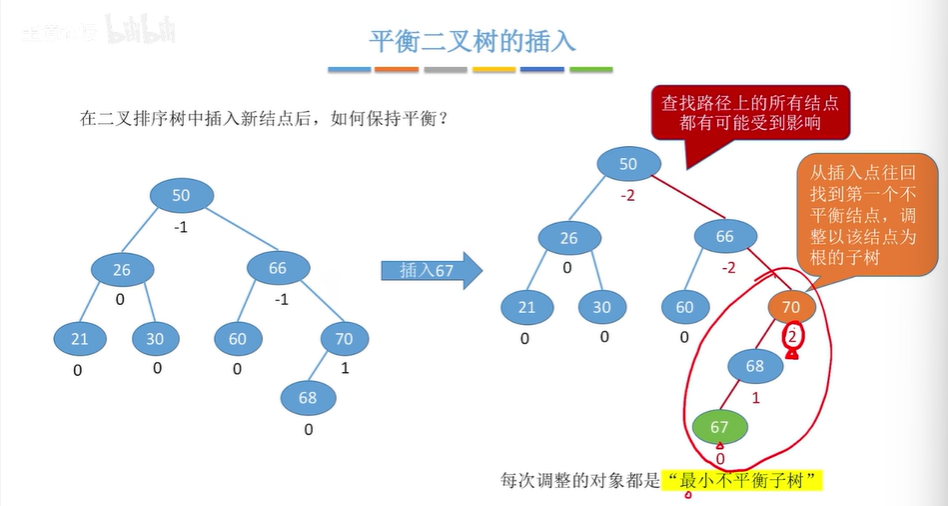 bilibili
平衡二叉树的插入
在二叉排序树中插入新结点后，如何保持平衡？
查找路径上的所有结点
都有可能受到影响
从插入点往回
找到第一个不
平衡结点，调
整以该结点为
根的子树
50
-1
26
0
66
-1
21
0
30
0
60
0
70
1
68
0
插入67
50
-2
26
0
66
-2
21
0
30
0
60
0
70
2
68
1
67
0
每次调整的对象都是“最小不平衡子树”